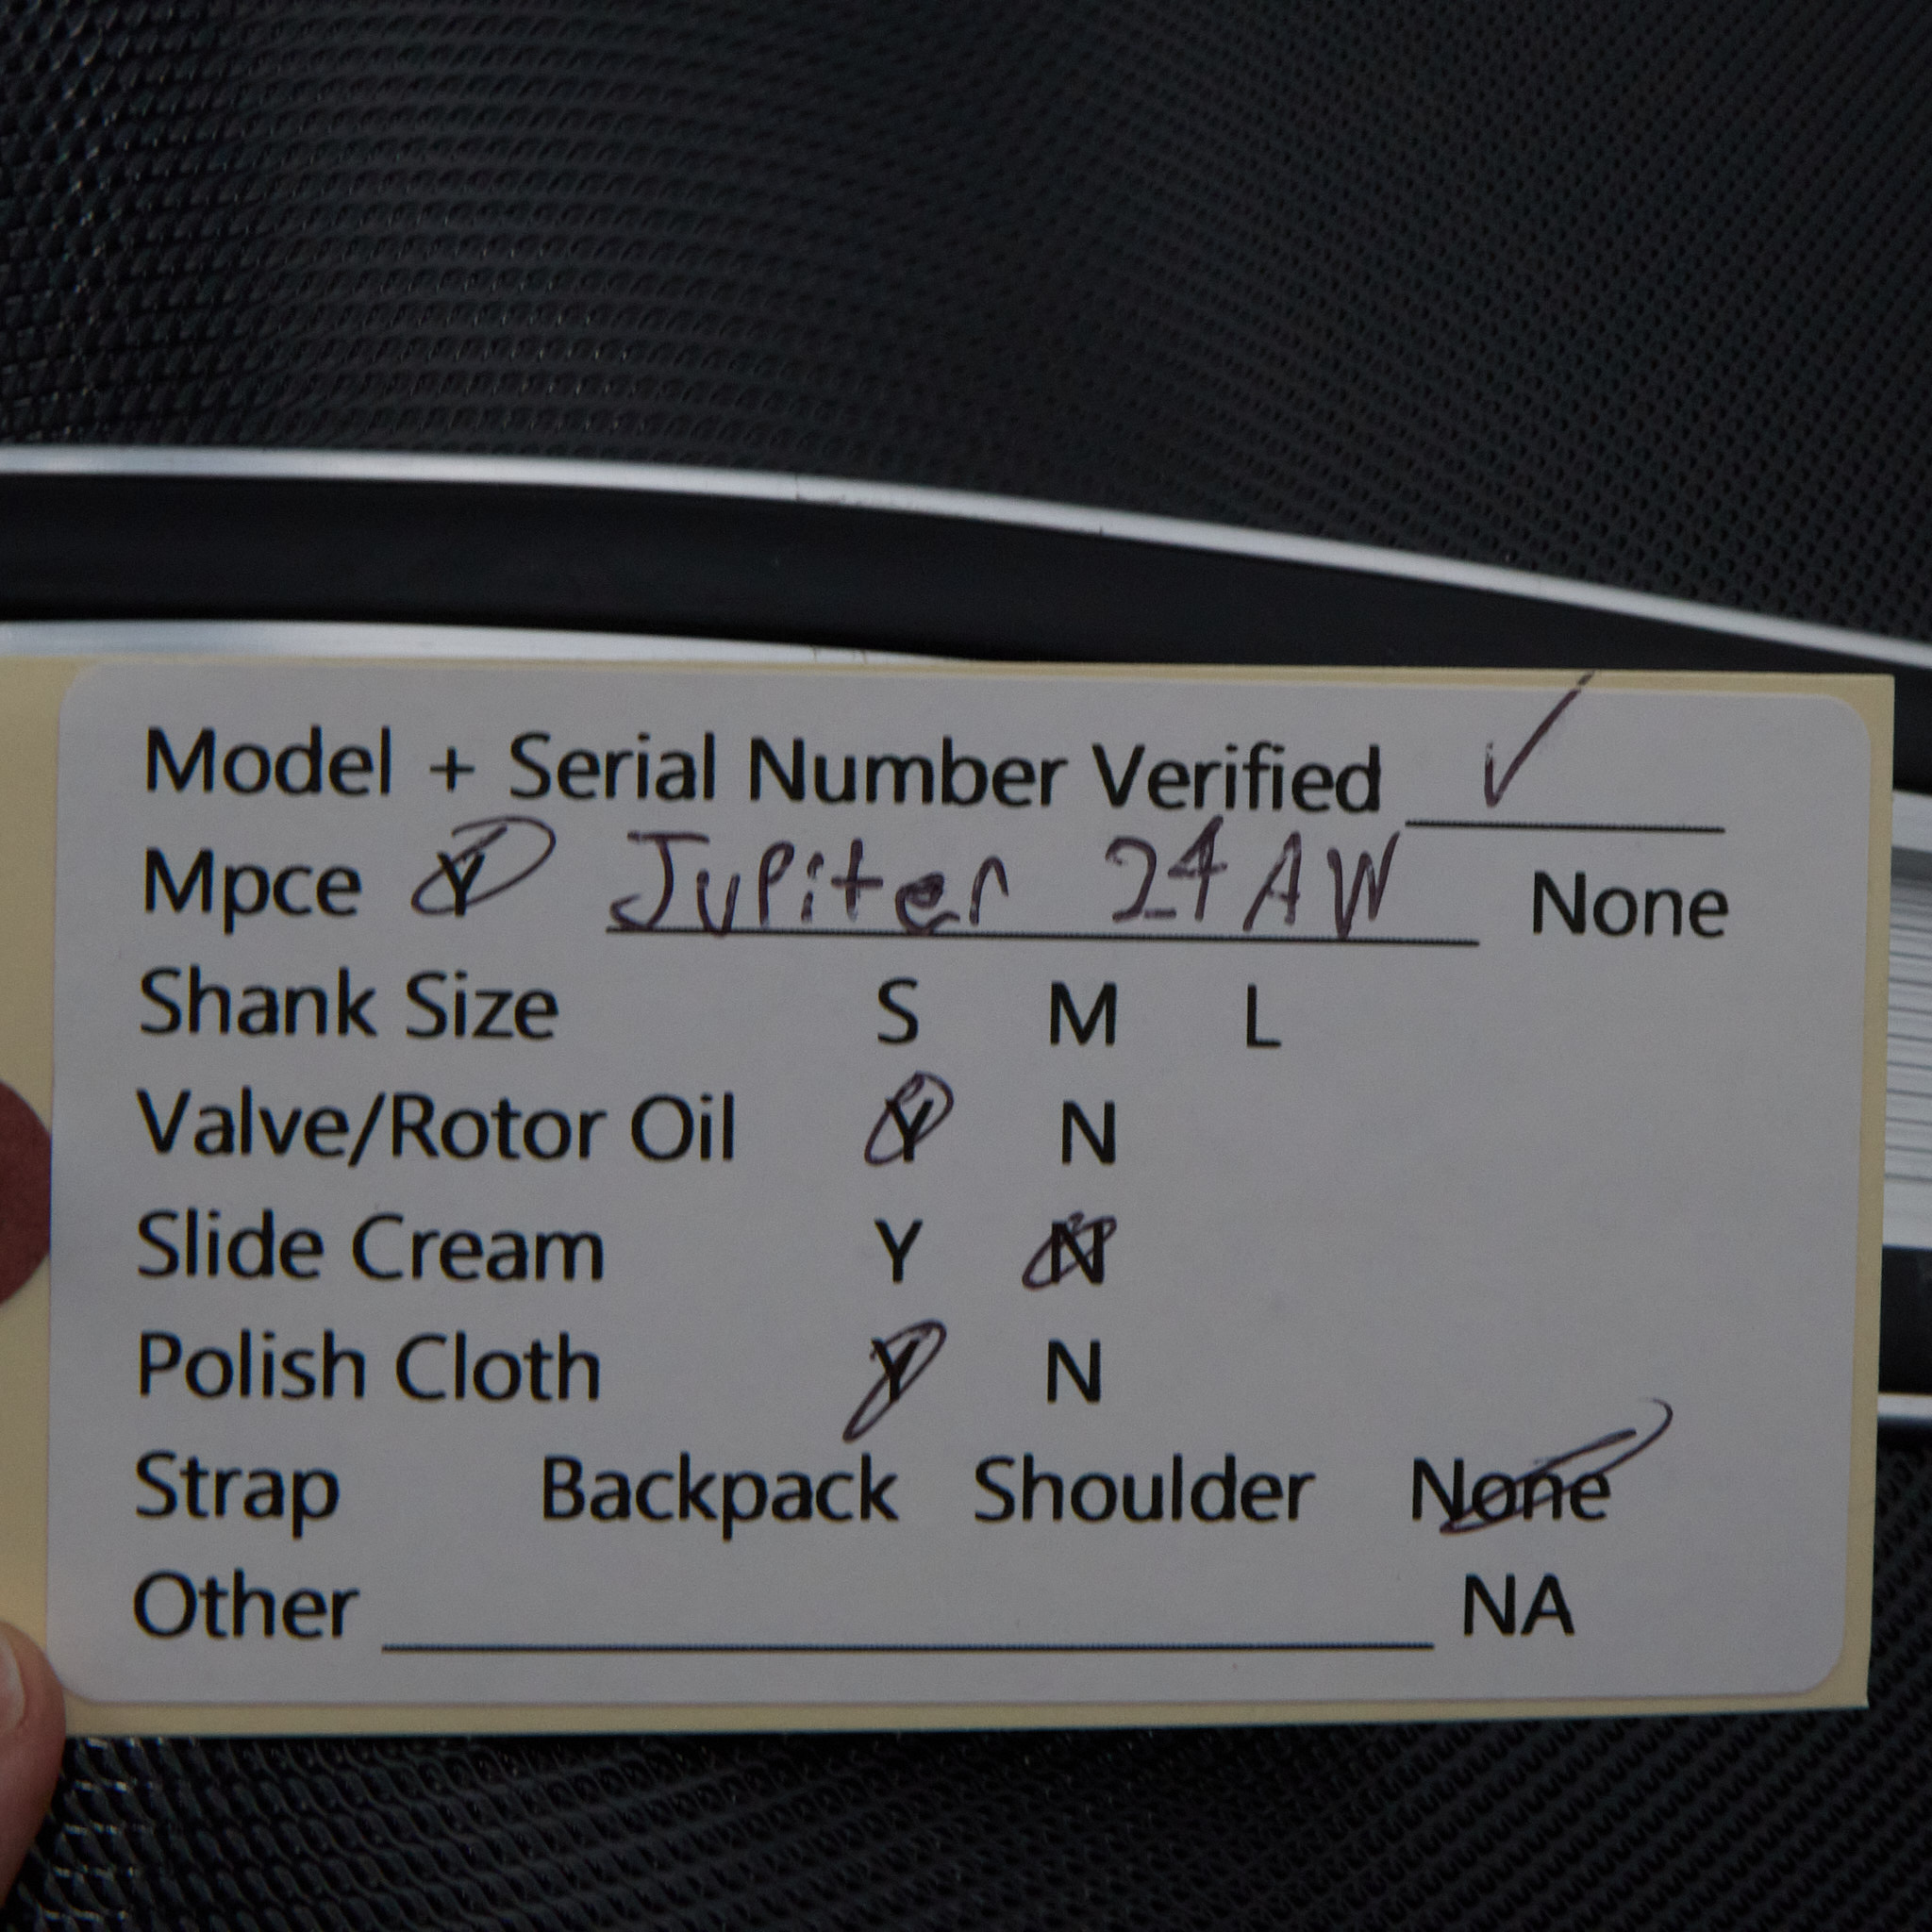 Model + Serial Number Verified ✓
Mpce Y Jupiter 24AW None
Shank Size S M L
Valve/Rotor Oil Y N
Slide Cream Y N
Polish Cloth Y N
Strap Backpack Shoulder None
Other NA